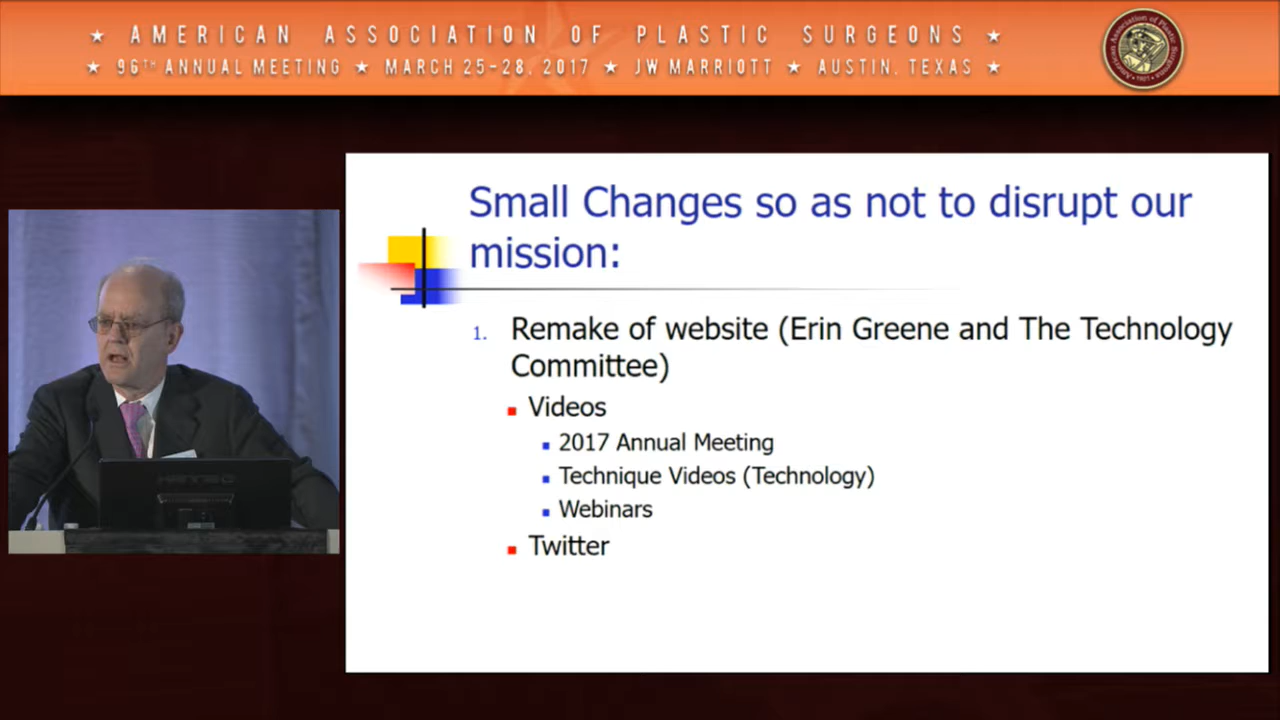 ★ AMERICAN ASSOCIATION OF PLASTIC SURGEONS ★
★ 96TH ANNUAL MEETING ★ MARCH 25-28, 2017 ★ JW MARRIOTT ★ AUSTIN, TEXAS ★
Small Changes so as not to disrupt our
mission:
1. Remake of website (Erin Greene and The Technology
Committee)
Videos
2017 Annual Meeting
Technique Videos (Technology)
Webinars
Twitter